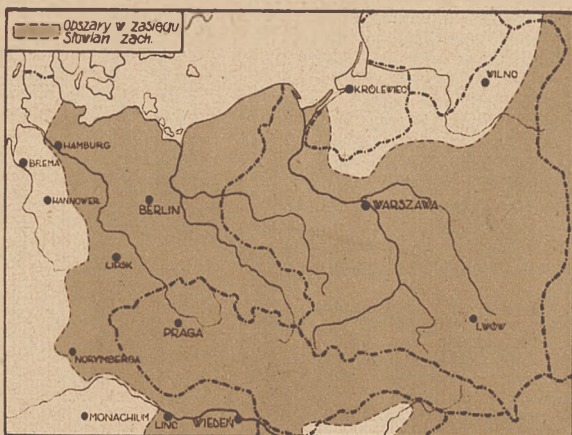 Obszary w zasięgu
Słowian zach.
WILNO
KRÓLEWIEC
HAMBURG
BREMA
HANNOWER
BERLIN
WARSZAWA
LIPSK
PRAGA
LWÓW
NORYMBERGA
MONACHIUM
LINC
WIEDEŃ